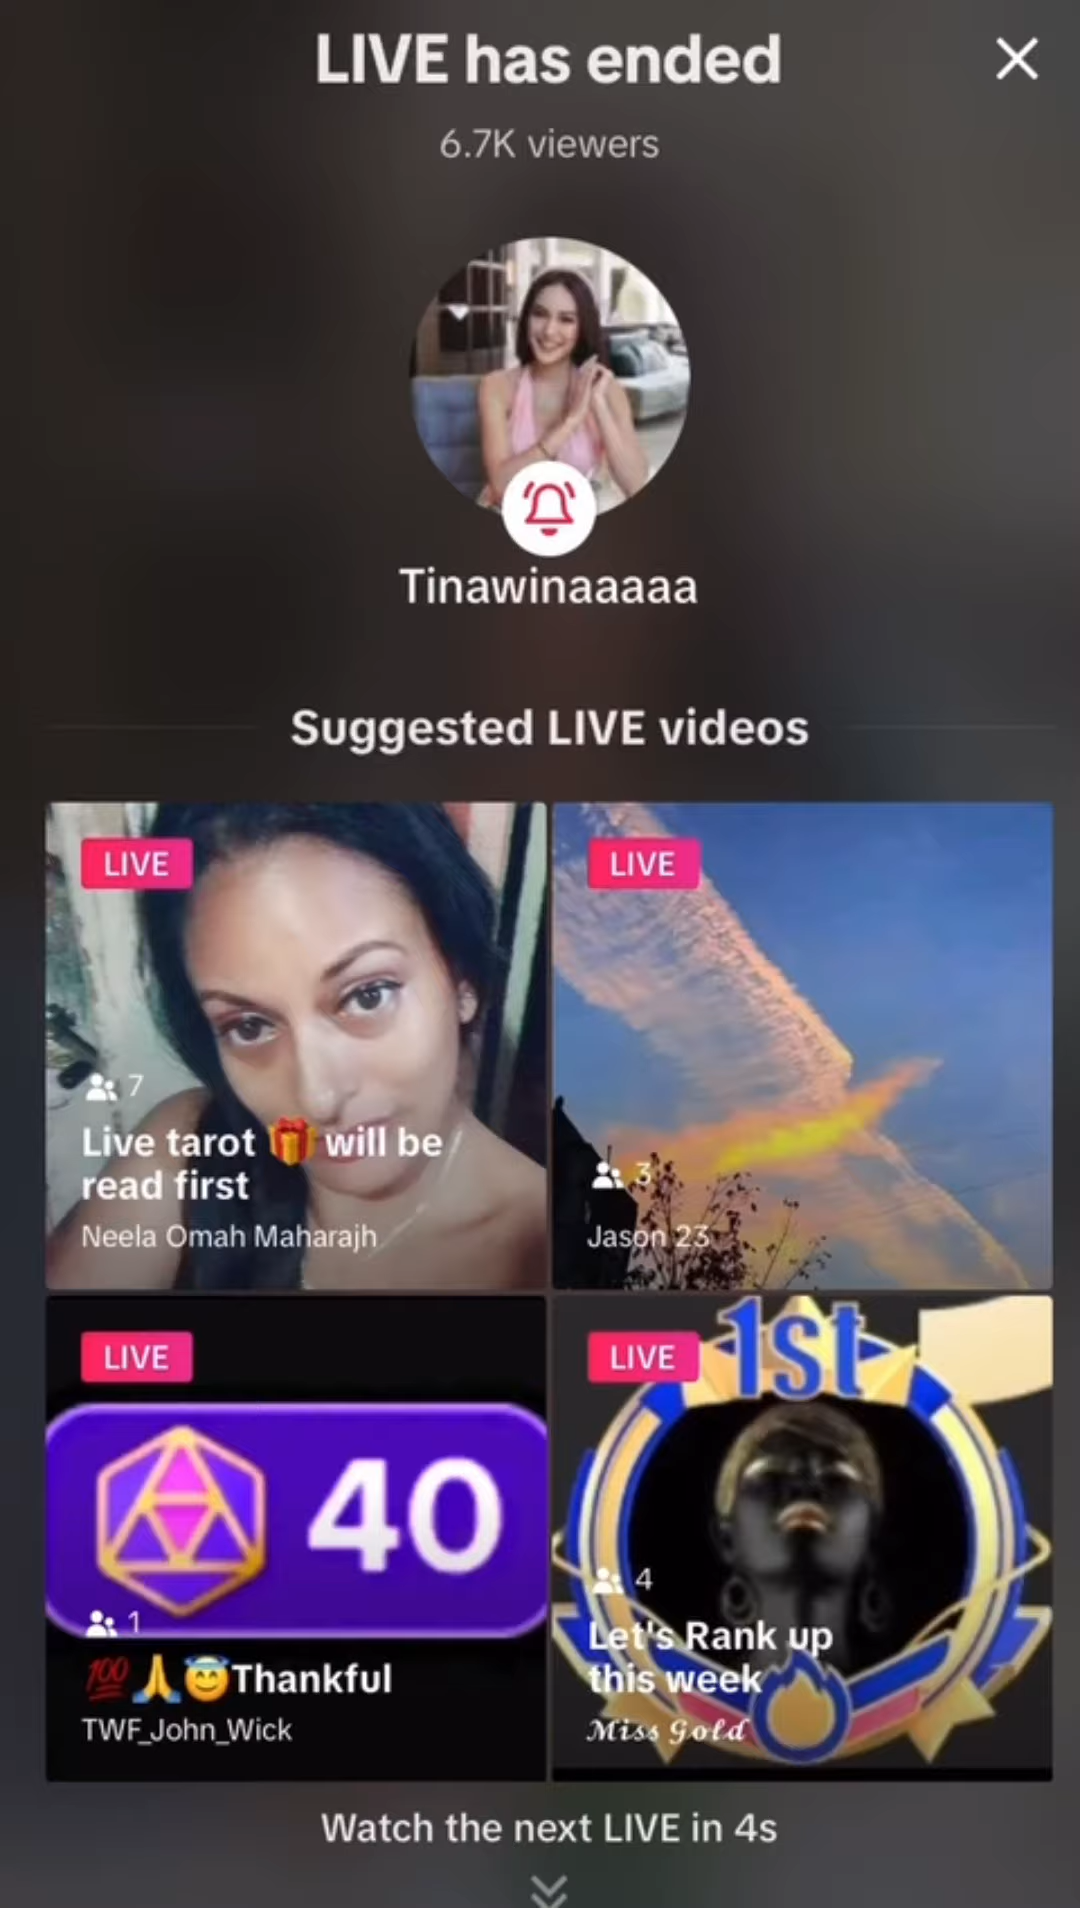 LIVE has ended
6.7K viewers
Tinawinaaaaa
Suggested LIVE videos
LIVE
7
Live tarot 🎁 will be
read first
Neela Omah Maharajh
LIVE
3
Jason 23
LIVE
40
1
💯🙏😇Thankful
TWF_John_Wick
LIVE
1st
4
Let's Rank up
this week
𝓜𝓲𝓼𝓼 𝓖𝓸𝓵𝓭
Watch the next LIVE in 4s